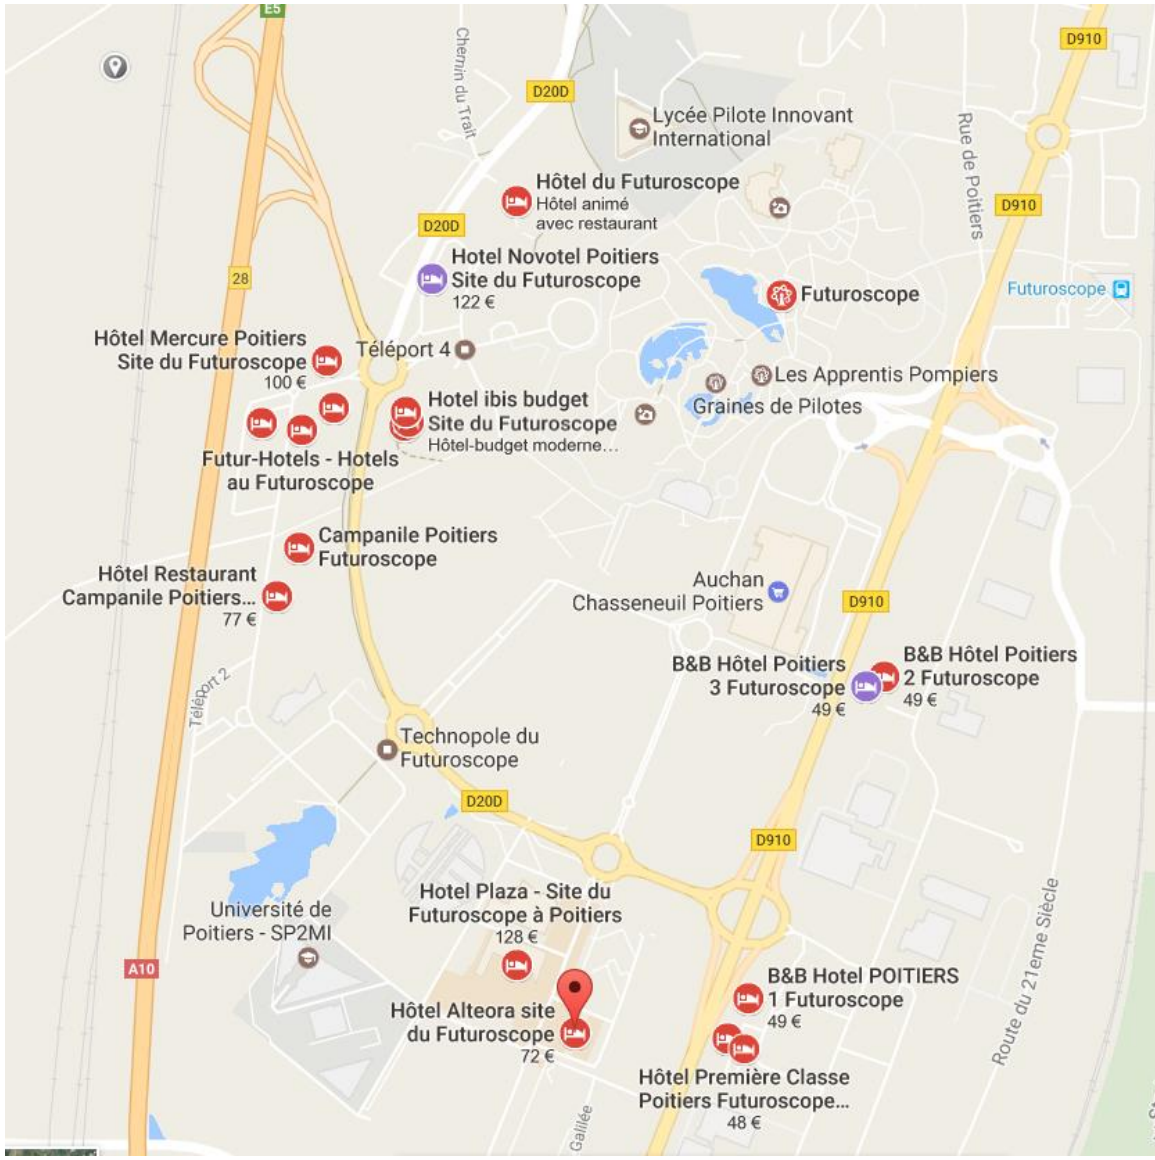 E5
D910
Chemin du Trait
D20D
Lycée Pilote Innovant
International
Rue de Poitiers
Hôtel du Futuroscope
Hôtel animé
avec restaurant
D910
D20D
Hotel Novotel Poitiers
Site du Futuroscope
122 €
28
Futuroscope
Futuroscope
Hôtel Mercure Poitiers
Site du Futuroscope
100 €
Téléport 4
Les Apprentis Pompiers
Graines de Pilotes
Hotel ibis budget
Site du Futuroscope
Hôtel-budget moderne...
Futur-Hotels - Hotels
au Futuroscope
Campanile Poitiers
Futuroscope
Hôtel Restaurant
Campanile Poitiers...
77 €
Auchan
Chasseneuil Poitiers
D910
B&B Hôtel Poitiers
3 Futuroscope
49 €
B&B Hôtel Poitiers
2 Futuroscope
49 €
Téléport 2
Technopole du
Futuroscope
D20D
D910
Hotel Plaza - Site du
Futuroscope à Poitiers
128 €
Université de
Poitiers - SP2MI
Route du 21eme Siècle
A10
B&B Hotel POITIERS
1 Futuroscope
49 €
Hôtel Alteora site
du Futuroscope
72 €
Hôtel Première Classe
Poitiers Futuroscope...
48 €
Galilée